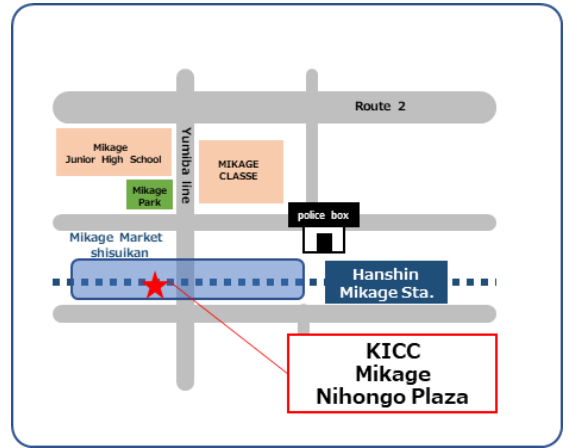 Route 2
Mikage
Junior High School
Yumiba line
MIKAGE
CLASSE
Mikage
Park
police box
Mikage Market
shisuikan
Hanshin
Mikage Sta.
KICC
Mikage
Nihongo Plaza